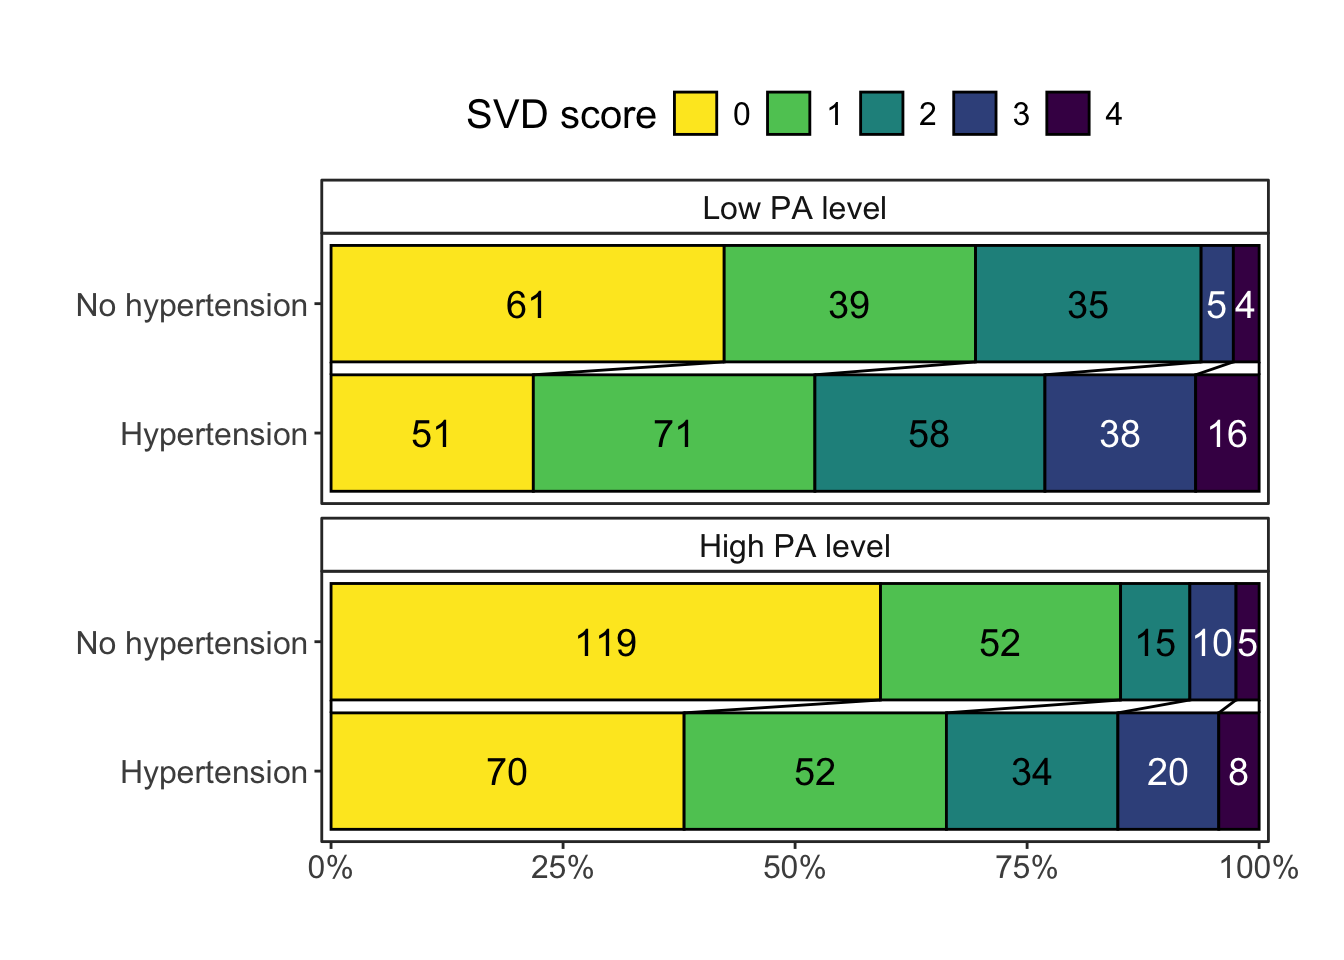 SVD score 0 1 2 3 4
Low PA level
No hypertension 61 39 35 5 4
Hypertension 51 71 58 38 16
High PA level
No hypertension 119 52 15 10 5
Hypertension 70 52 34 20 8
0% 25% 50% 75% 100%